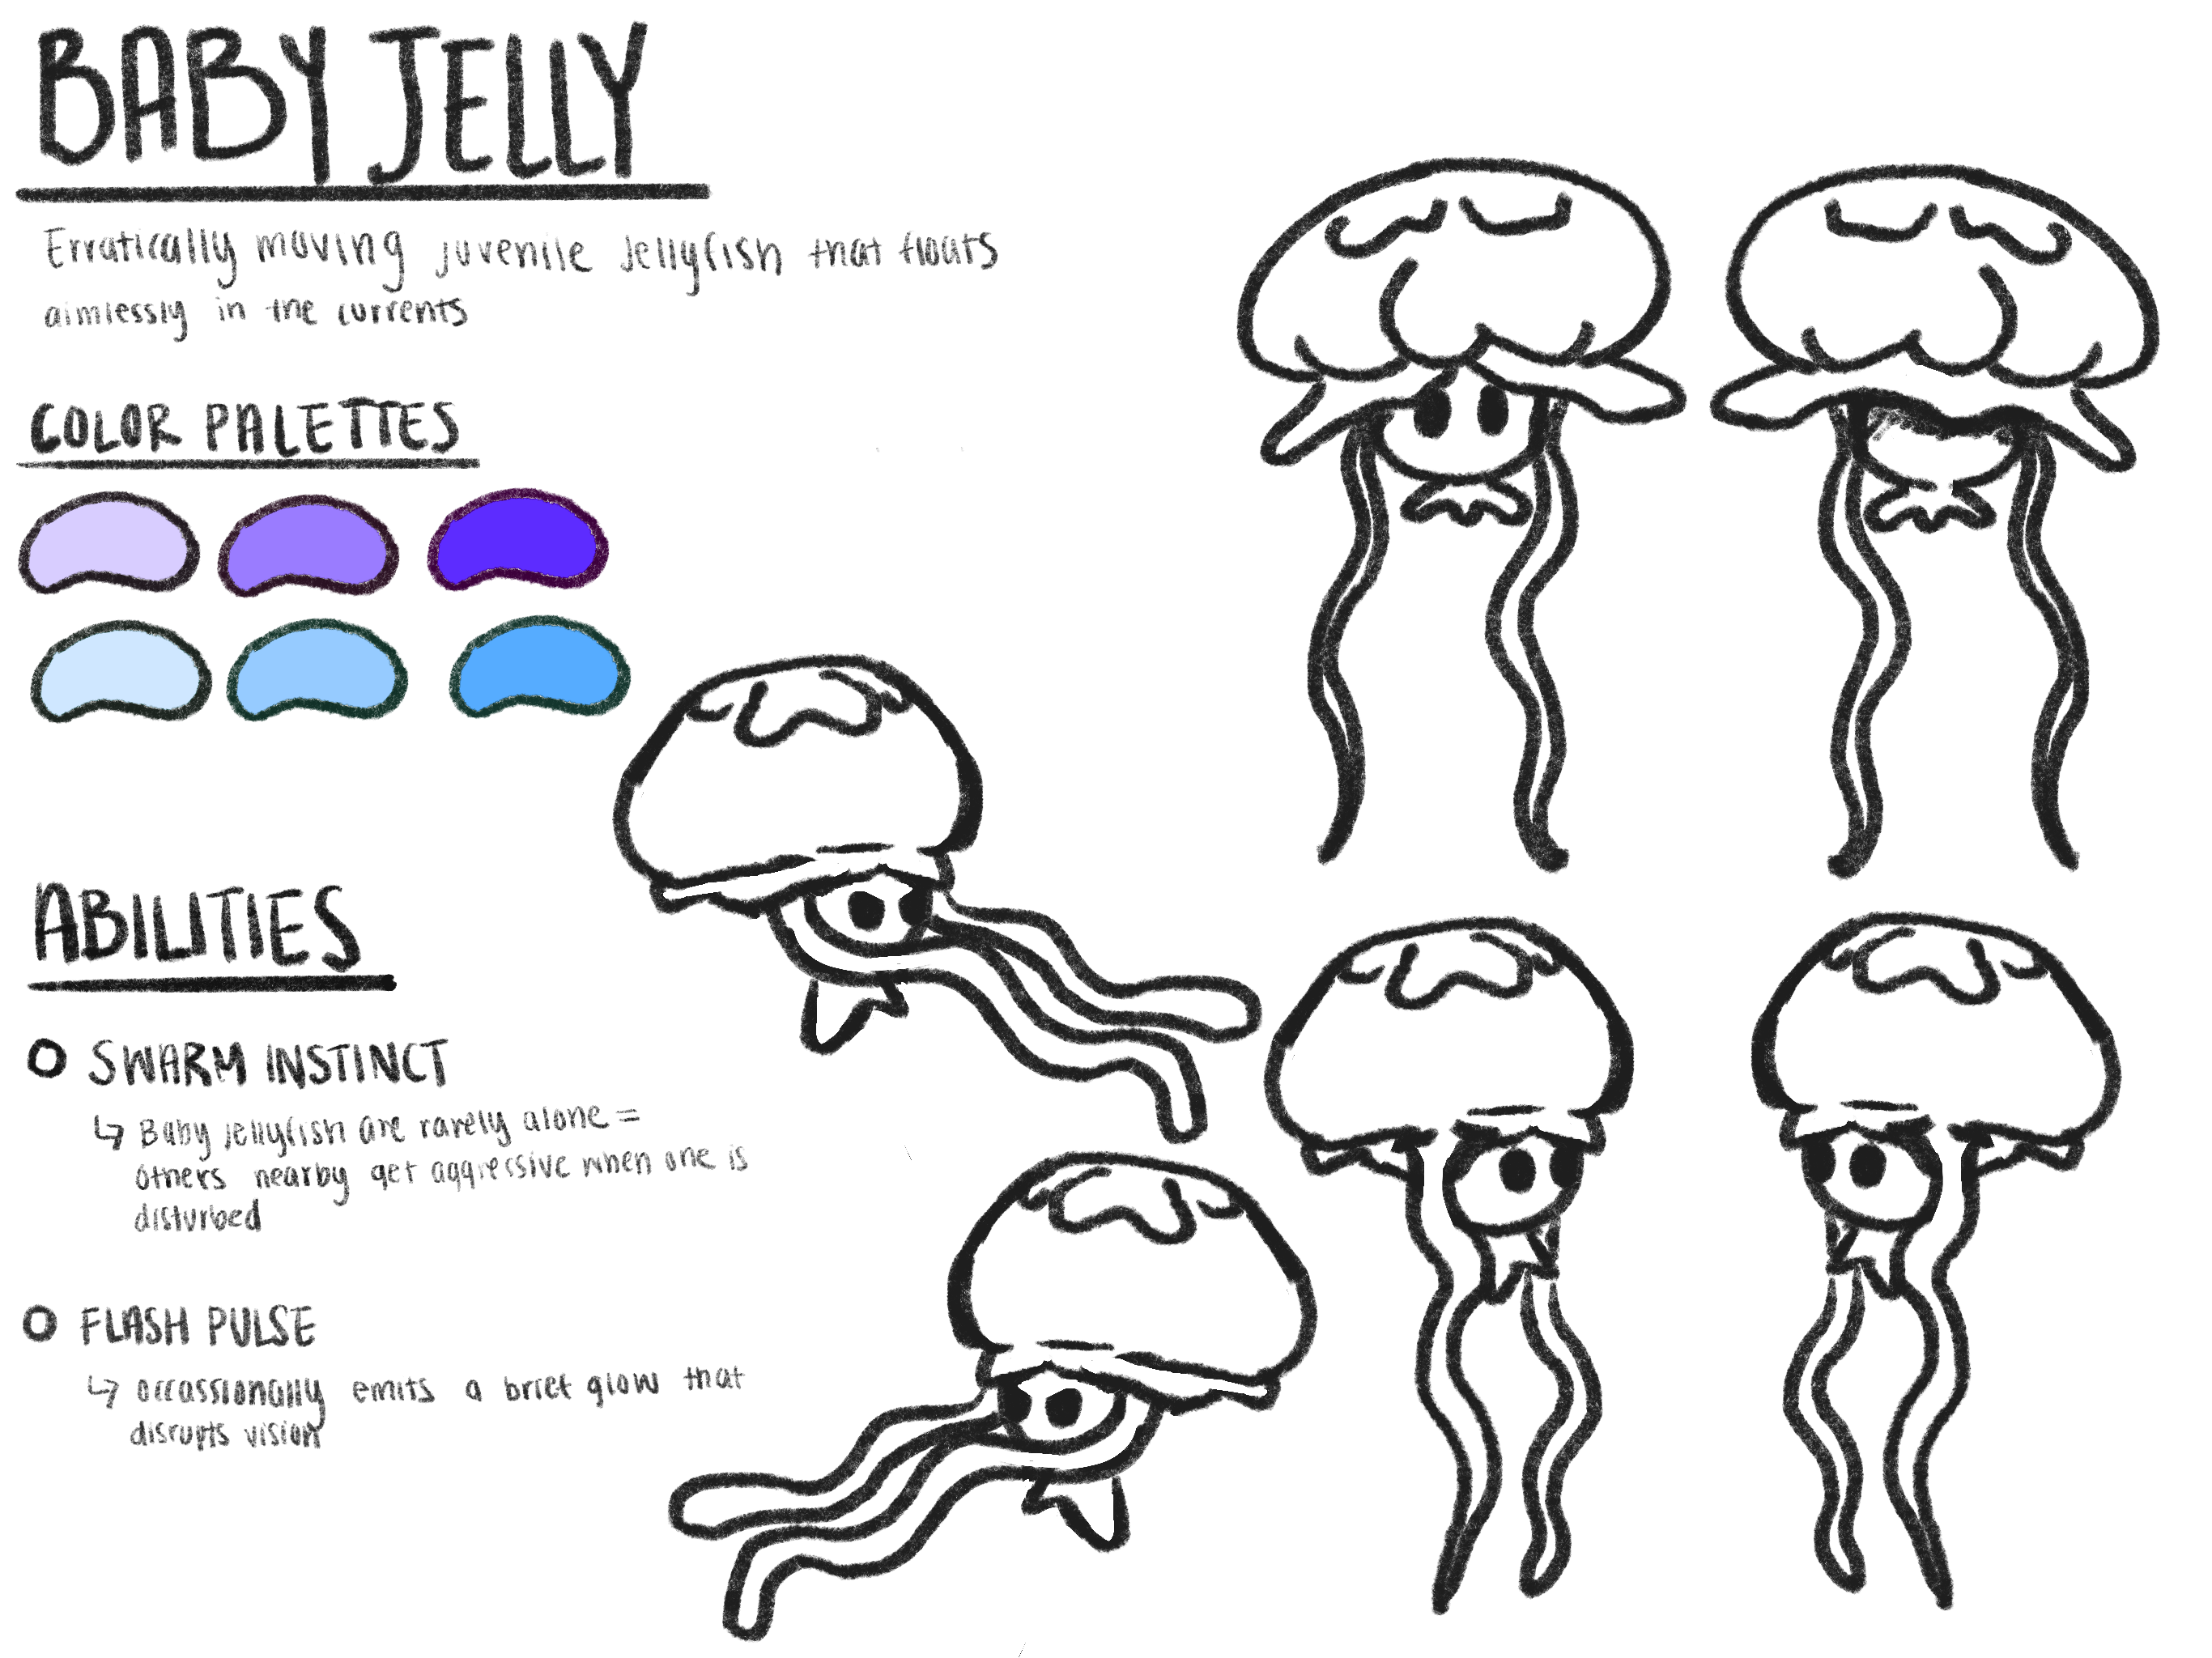 BABY JELLY
Erratically moving juvenile jellyfish that floats
aimlessly in the currents
COLOR PALETTES
ABILITIES
O SWARM INSTINCT
↳ Baby jellyfish are rarely alone =
others nearby get aggressive when one is
disturbed
O FLASH PULSE
↳ occassionally emits a brief glow that
disrupts vision